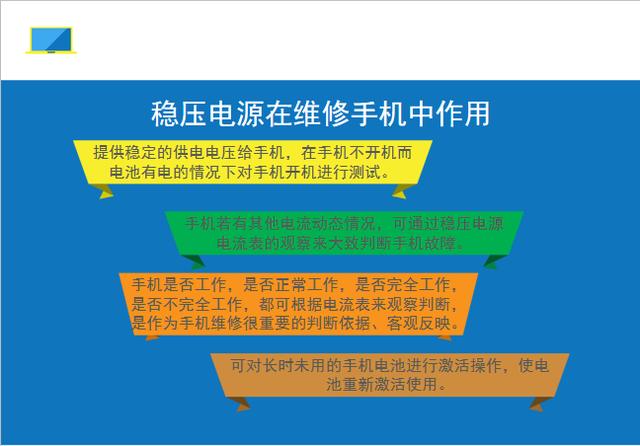 稳压电源在维修手机中作用
提供稳定的供电电压给手机，在手机不开机而
电池有电的情况下对手机开机进行测试。
手机若有其他电流动态情况，可通过稳压电源
电流表的观察来大致判断手机故障。
手机是否工作，是否正常工作，是否完全工作，
是否不完全工作，都可根据电流表来观察判断，
是作为手机维修很重要的判断依据、客观反映。
可对长时未用的手机电池进行激活操作，使电
池重新激活使用。